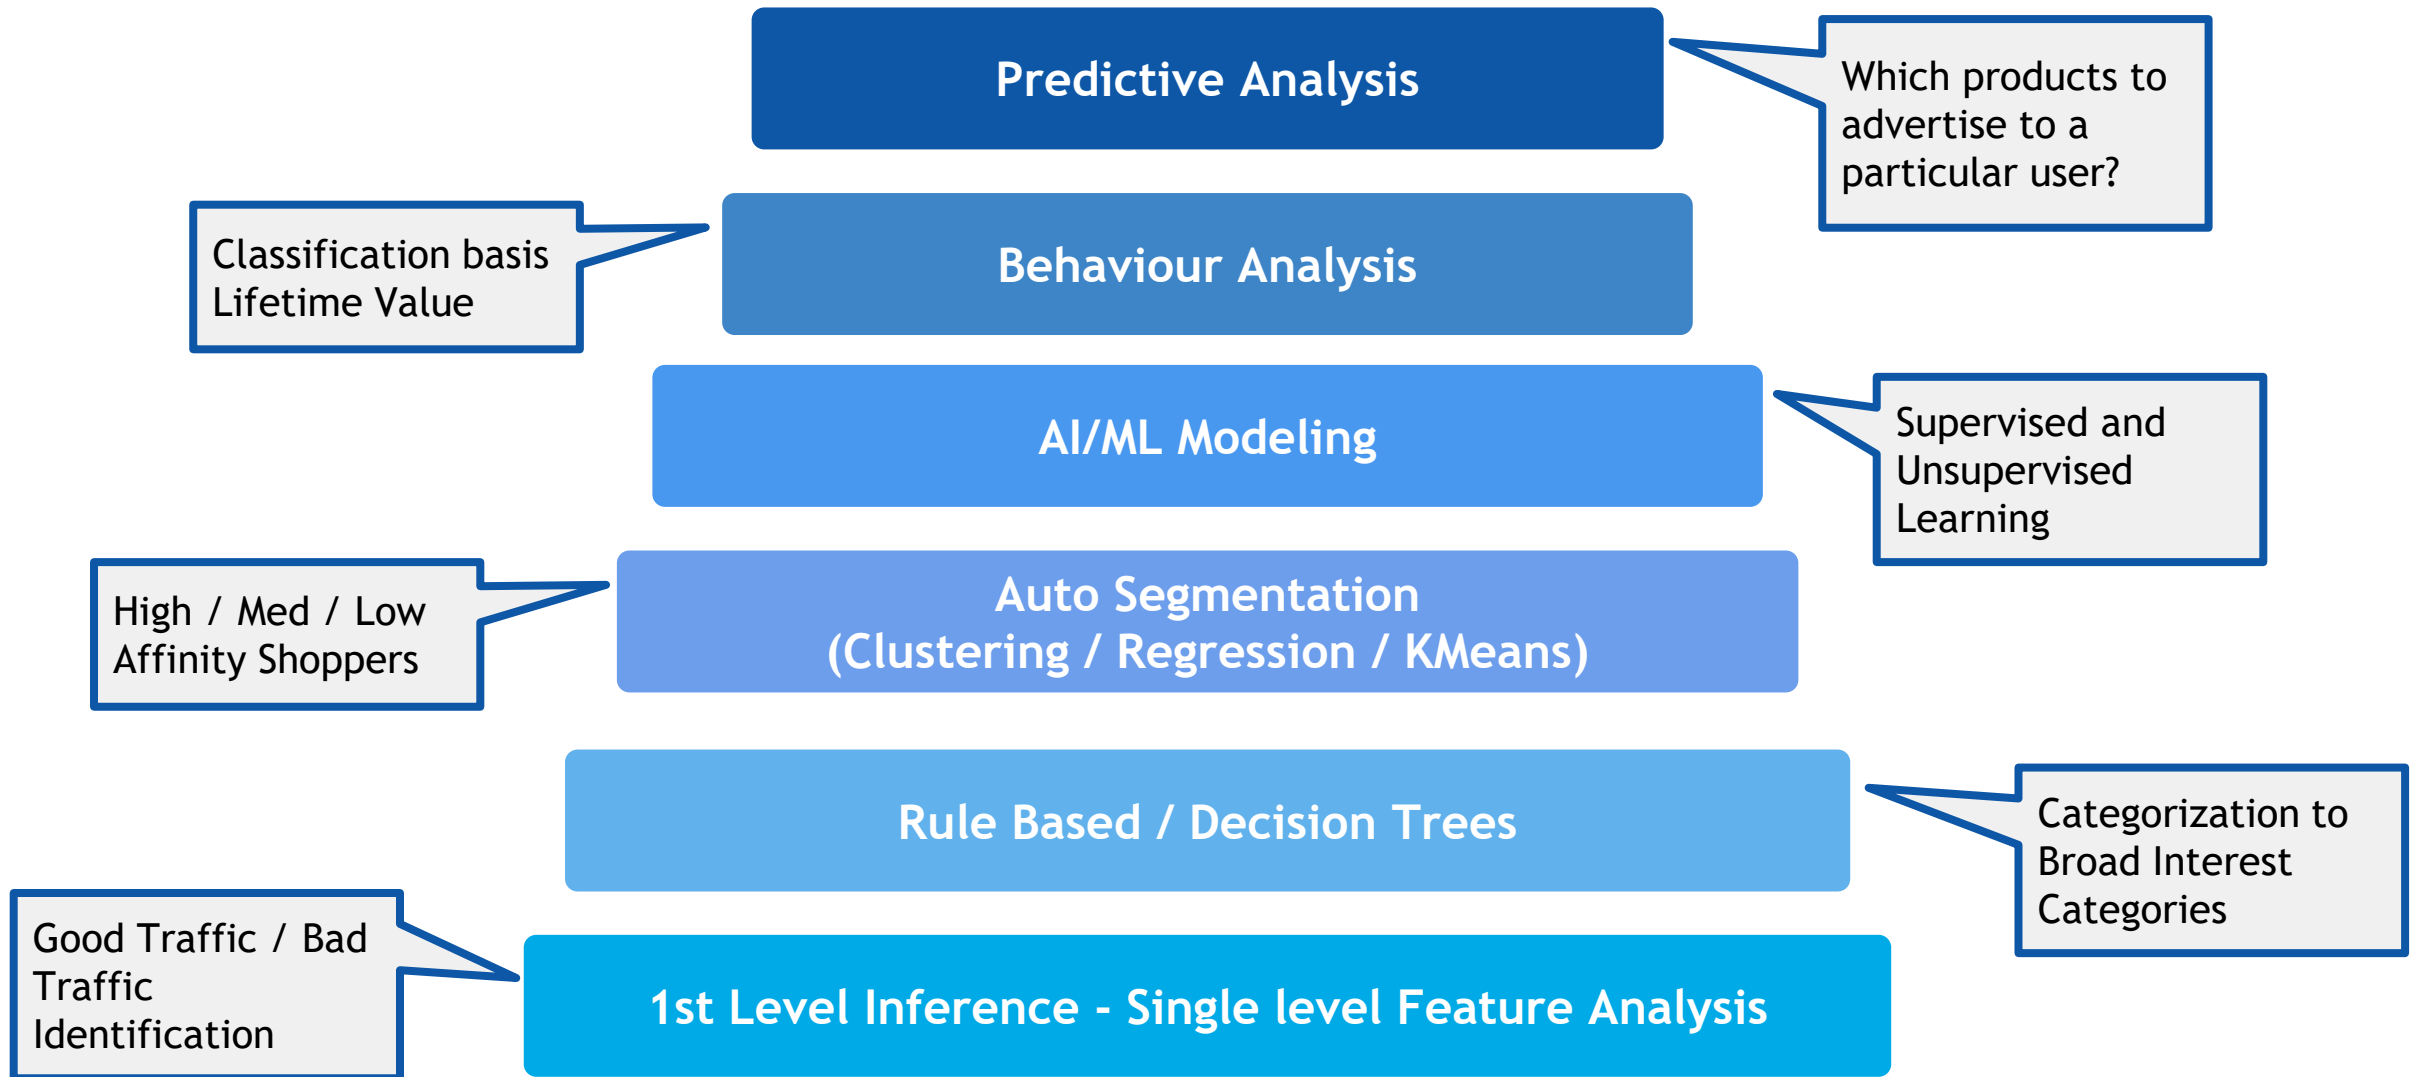 Predictive Analysis
Which products to
advertise to a
particular user?
Classification basis
Lifetime Value
Behaviour Analysis
AI/ML Modeling
Supervised and
Unsupervised
Learning
High / Med / Low
Affinity Shoppers
Auto Segmentation
(Clustering / Regression / KMeans)
Rule Based / Decision Trees
Categorization to
Broad Interest
Categories
Good Traffic / Bad
Traffic
Identification
1st Level Inference - Single level Feature Analysis